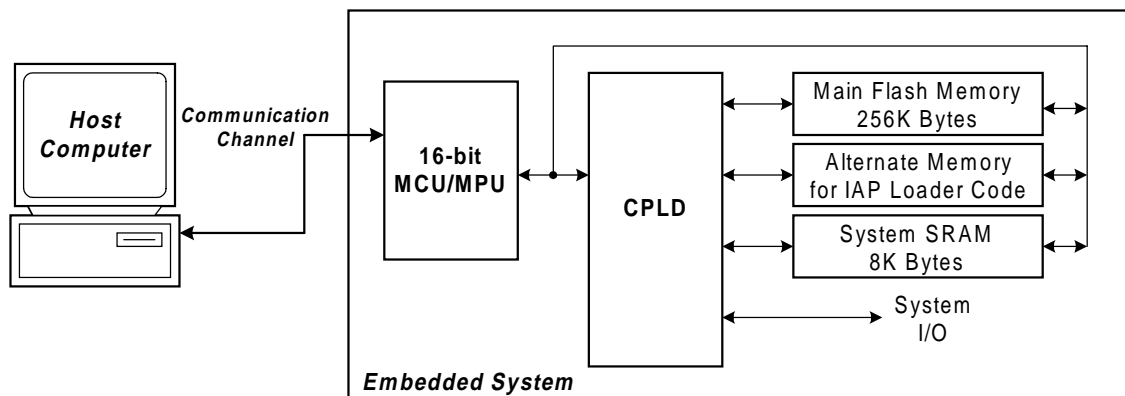 Host
Computer
Communication
Channel
16-bit
MCU/MPU
CPLD
Main Flash Memory
256K Bytes
Alternate Memory
for IAP Loader Code
System SRAM
8K Bytes
System
I/O
Embedded System